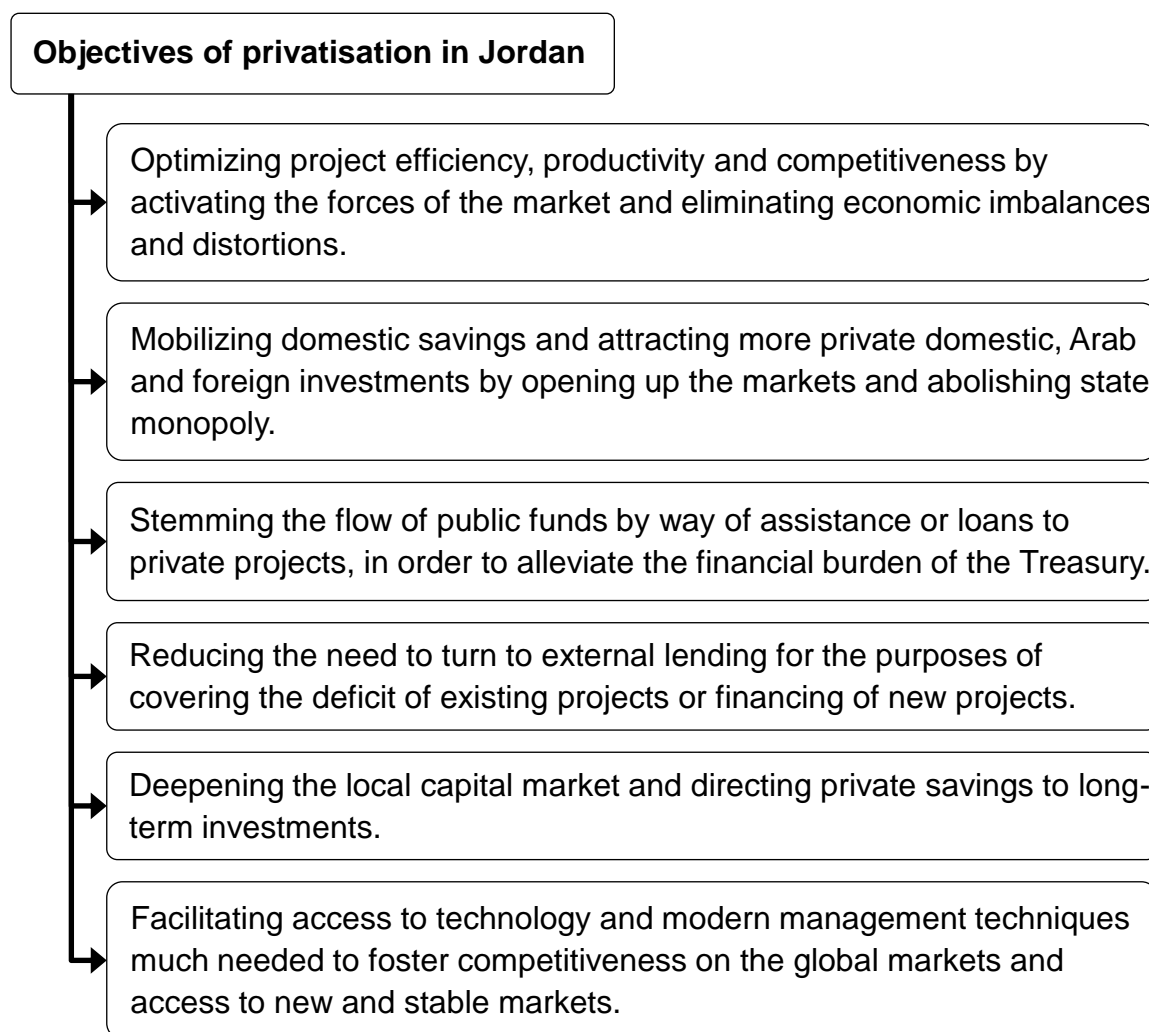 Objectives of privatisation in Jordan
Optimizing project efficiency, productivity and competitiveness by
activating the forces of the market and eliminating economic imbalances
and distortions.
Mobilizing domestic savings and attracting more private domestic, Arab
and foreign investments by opening up the markets and abolishing state
monopoly.
Stemming the flow of public funds by way of assistance or loans to
private projects, in order to alleviate the financial burden of the Treasury.
Reducing the need to turn to external lending for the purposes of
covering the deficit of existing projects or financing of new projects.
Deepening the local capital market and directing private savings to long-
term investments.
Facilitating access to technology and modern management techniques
much needed to foster competitiveness on the global markets and
access to new and stable markets.